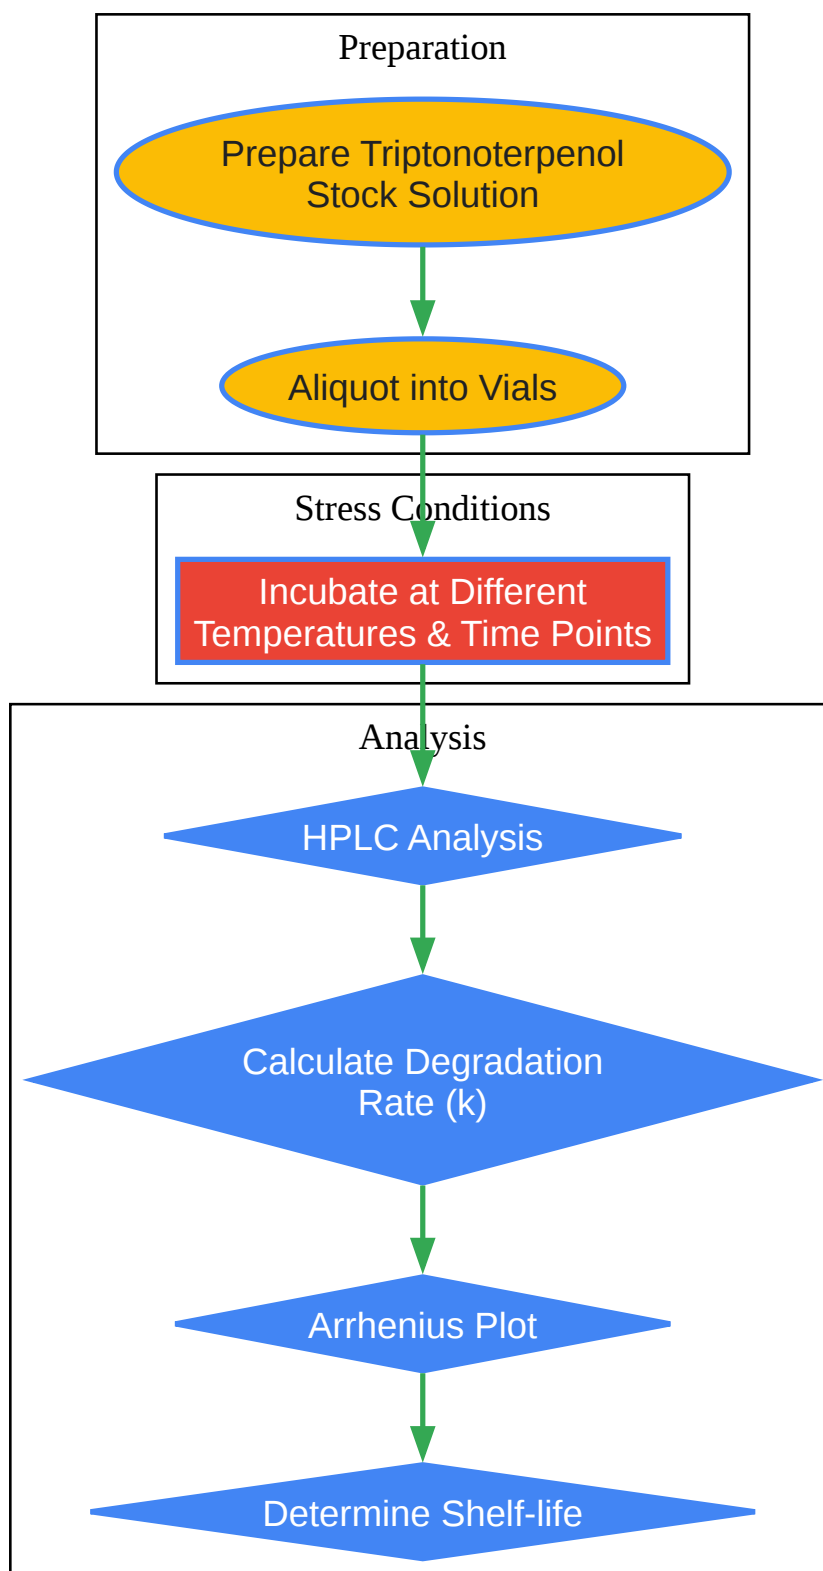 Preparation
Prepare Triptonoterpenol
Stock Solution
Aliquot into Vials
Stress Conditions
Incubate at Different
Temperatures & Time Points
Analysis
HPLC Analysis
Calculate Degradation
Rate (k)
Arrhenius Plot
Determine Shelf-life